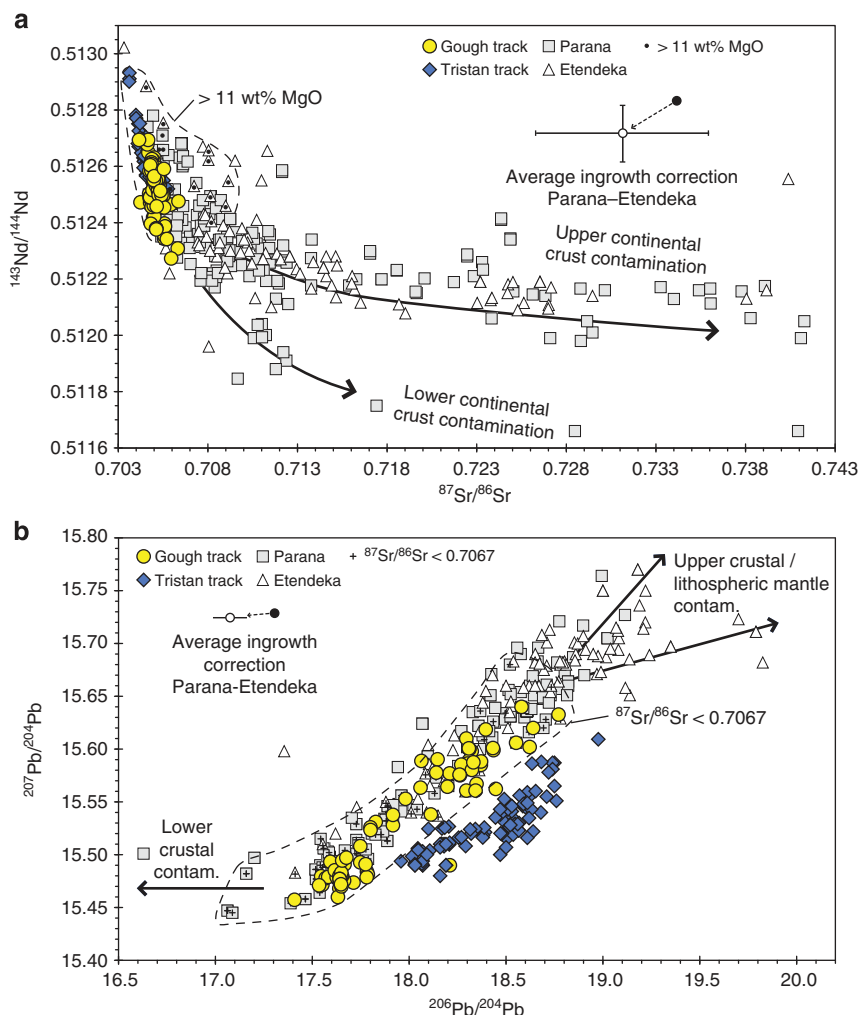 a
0.5130
0.5128
0.5126
0.5124
0.5122
0.5120
0.5118
0.5116
¹⁴³Nd/¹⁴⁴Nd
Gough track
Parana
> 11 wt% MgO
Tristan track
Etendeka
> 11 wt% MgO
Average ingrowth correction
Parana–Etendeka
Upper continental
crust contamination
Lower continental
crust contamination
0.703
0.708
0.713
0.718
0.723
0.728
0.733
0.738
0.743
⁸⁷Sr/⁸⁶Sr
b
15.80
15.75
15.70
15.65
15.60
15.55
15.50
15.45
15.40
²⁰⁷Pb/²⁰⁴Pb
Gough track
Parana
+ ⁸⁷Sr/⁸⁶Sr < 0.7067
Tristan track
Etendeka
Average ingrowth
correction
Parana-Etendeka
Upper crustal /
lithospheric mantle
contam.
⁸⁷Sr/⁸⁶Sr < 0.7067
Lower
crustal
contam.
16.5
17.0
17.5
18.0
18.5
19.0
19.5
20.0
²⁰⁶Pb/²⁰⁴Pb